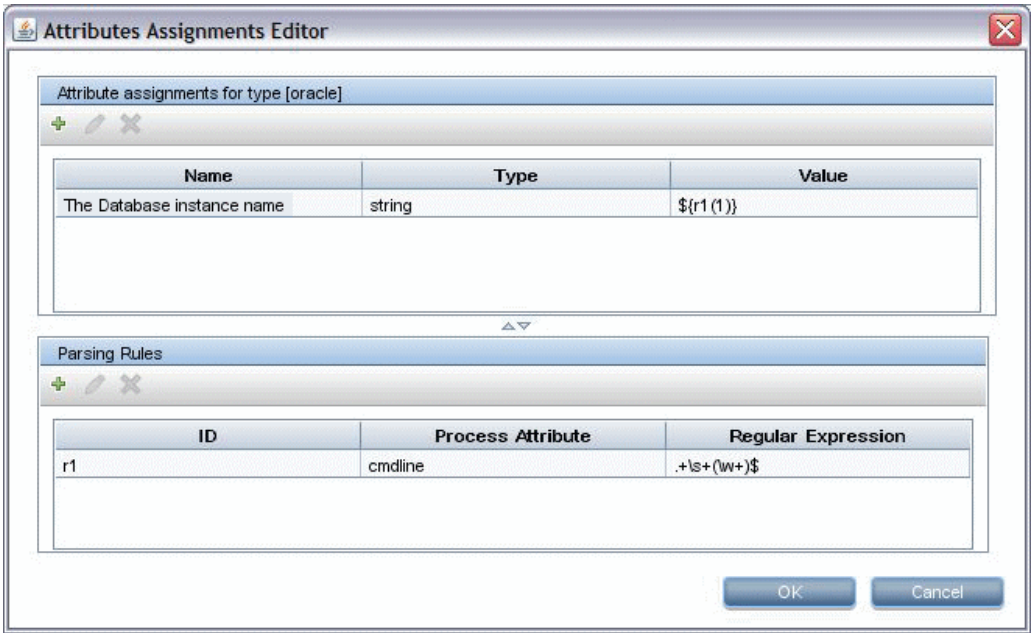 Attributes Assignments Editor
Attribute assignments for type [oracle]
Name Type Value
The Database instance name string ${r1(1)}
Parsing Rules
ID Process Attribute Regular Expression
r1 cmdline .+\s+(\w+)$
OK Cancel